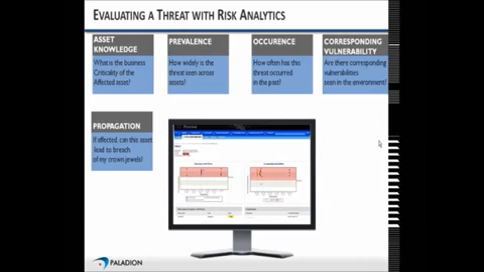 EVALUATING A THREAT WITH RISK ANALYTICS
ASSET
KNOWLEDGE
What is the business
Criticality of the
Affected asset?
PREVALENCE
How widely is the
threat seen across
assets?
OCCURENCE
How often has this
threat occurred
in the past?
CORRESPONDING
VULNERABILITY
Are there corresponding
vulnerabilities
seen in the environment?
PROPAGATION
If affected, can this asset
lead to breach
of my crown jewels?
PALADION